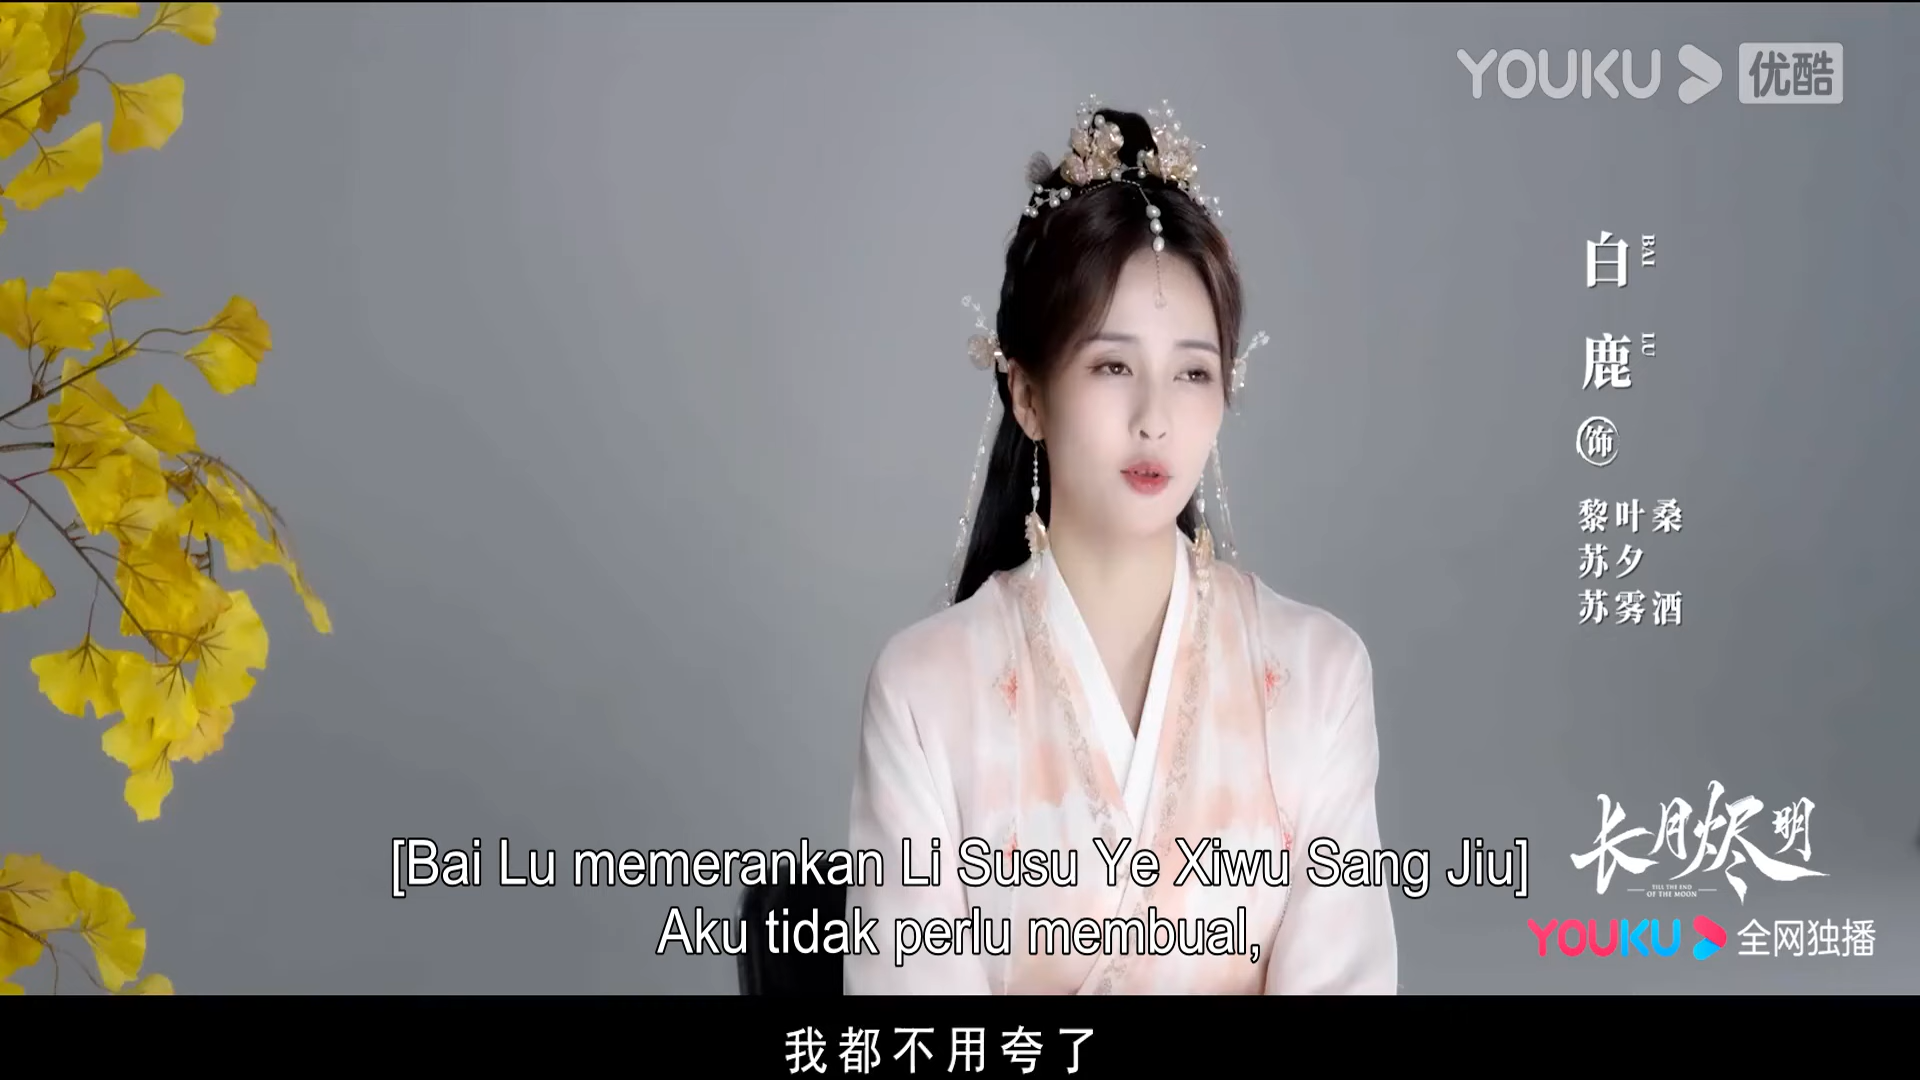 YOUKU 优酷
白鹿
BAI LU
饰
黎 叶 桑
苏 夕
苏 雾 酒
长月烬明
TILL THE END
OF THE MOON
[Bai Lu memerankan Li Susu Ye Xiwu Sang Jiu]
Aku tidak perlu membual,
YOUKU 全网独播
我都不用夸了